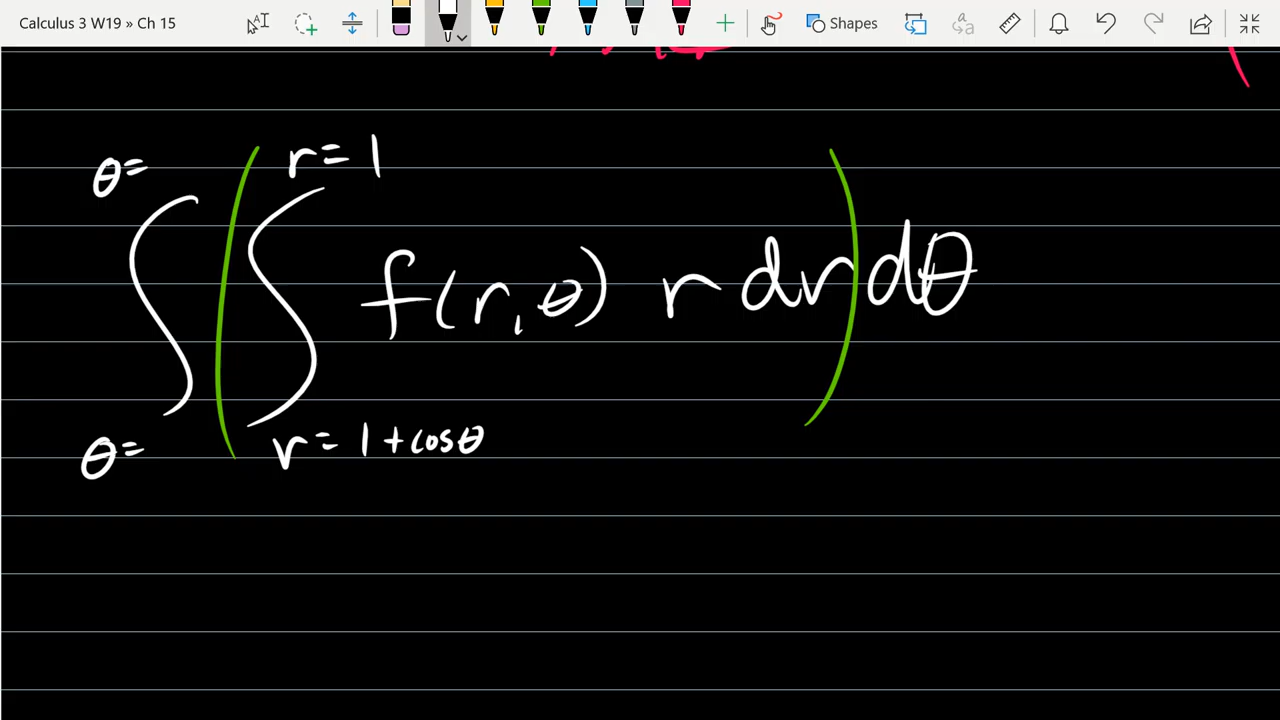 Calculus 3 W19 » Ch 15
Shapes
θ= r = 1
∫ ( ∫ f(r, θ) r dr ) dθ
θ= r = 1 + cosθ